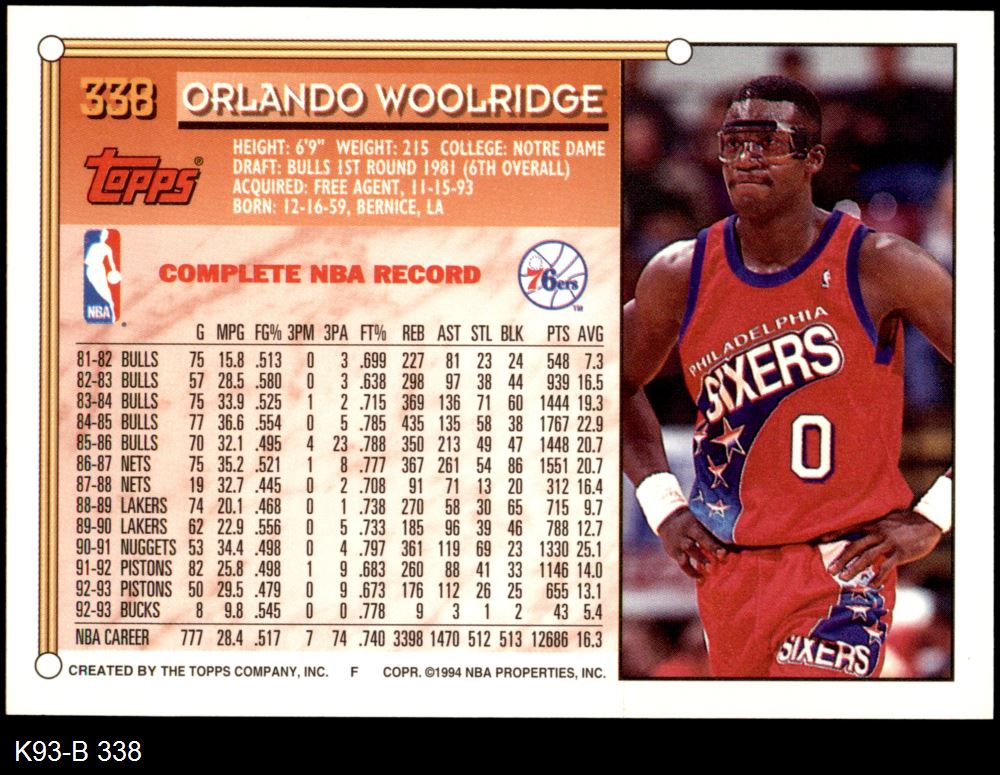 338 ORLANDO WOOLRIDGE
Topps®
HEIGHT: 6'9" WEIGHT: 215 COLLEGE: NOTRE DAME
DRAFT: BULLS 1ST ROUND 1981 (6TH OVERALL)
ACQUIRED: FREE AGENT, 11-15-93
BORN: 12-16-59, BERNICE, LA
NBA
COMPLETE NBA RECORD
76ers TM
G MPG FG% 3PM 3PA FT% REB AST STL BLK PTS AVG
81-82 BULLS 75 15.8 .513 0 3 .699 227 81 23 24 548 7.3
82-83 BULLS 57 28.5 .580 0 3 .638 298 97 38 44 939 16.5
83-84 BULLS 75 33.9 .525 1 2 .715 369 136 71 60 1444 19.3
84-85 BULLS 77 36.6 .554 0 5 .785 435 135 58 38 1767 22.9
85-86 BULLS 70 32.1 .495 4 23 .788 350 213 49 47 1448 20.7
86-87 NETS 75 35.2 .521 1 8 .777 367 261 54 86 1551 20.7
87-88 NETS 19 32.7 .445 0 2 .708 91 71 13 20 312 16.4
88-89 LAKERS 74 20.1 .468 0 1 .738 270 58 30 65 715 9.7
89-90 LAKERS 62 22.9 .556 0 5 .733 185 96 39 46 788 12.7
90-91 NUGGETS 53 34.4 .498 0 4 .797 361 119 69 23 1330 25.1
91-92 PISTONS 82 25.8 .498 1 9 .683 260 88 41 33 1146 14.0
92-93 PISTONS 50 29.5 .479 0 9 .673 176 112 26 25 655 13.1
92-93 BUCKS 8 9.8 .545 0 0 .778 9 3 1 2 43 5.4
NBA CAREER 777 28.4 .517 7 74 .740 3398 1470 512 513 12686 16.3
CREATED BY THE TOPPS COMPANY, INC. F COPR. ©1994 NBA PROPERTIES, INC.
PHILADELPHIA
SIXERS
0
SIXERS
K93-B 338